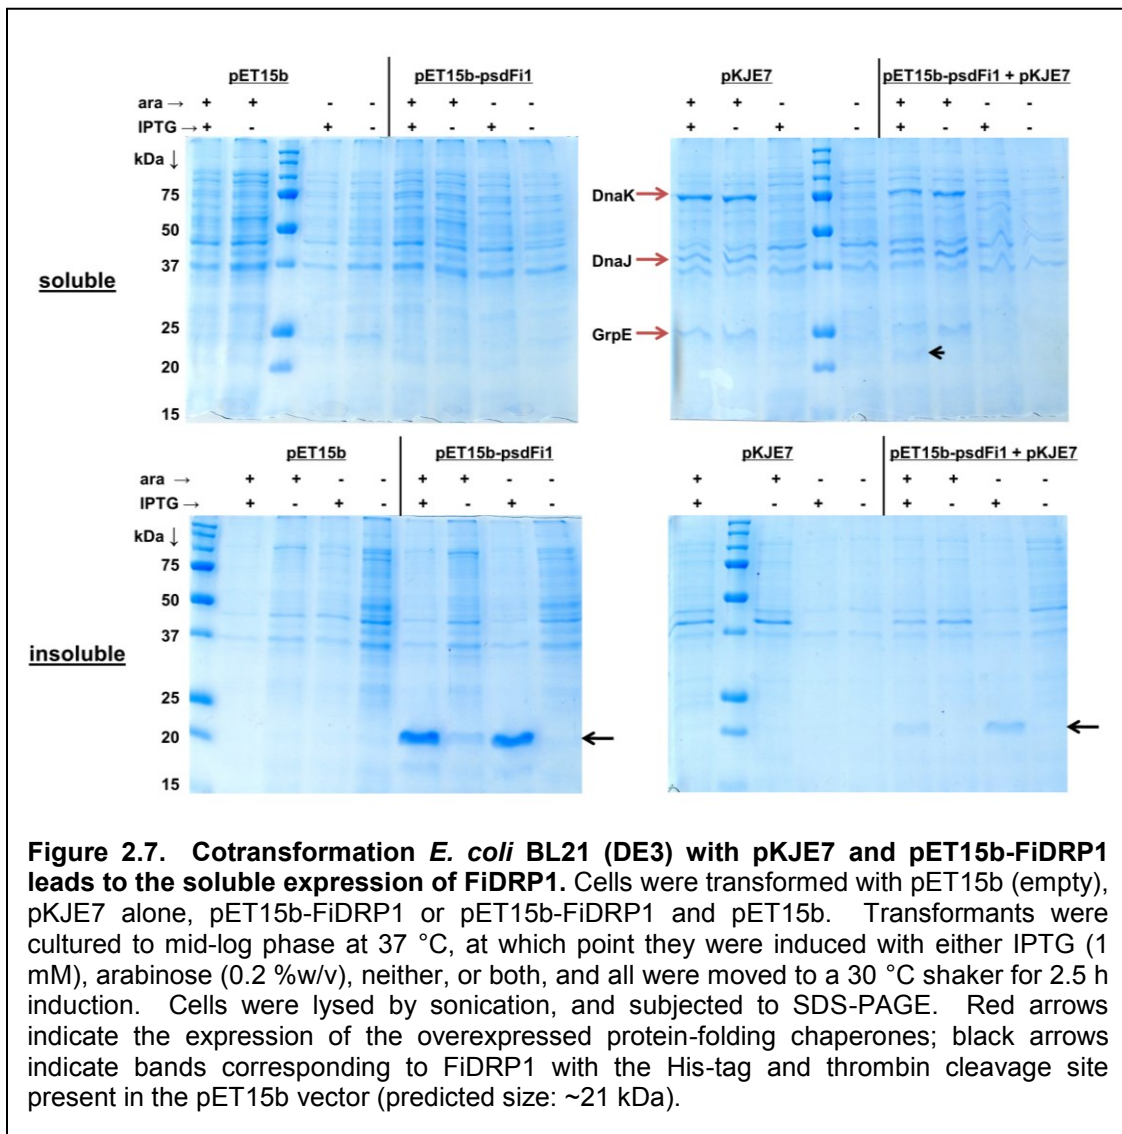 pET15b pET15b-psdFi1 pKJE7 pET15b-psdFi1 + pKJE7
ara → + + - - + + - - + + - - + + - -
IPTG → + - + - + - + - + - + - + - + -
kDa ↓
75
50
37
25
20
15
soluble
DnaK
DnaJ
GrpE
pET15b pET15b-psdFi1 pKJE7 pET15b-psdFi1 + pKJE7
ara → + + - - + + - - + + - - + + - -
IPTG → + - + - + - + - + - + - + - + -
kDa ↓
75
50
37
25
20
15
insoluble
Figure 2.7. Cotransformation E. coli BL21 (DE3) with pKJE7 and pET15b-FiDRP1
leads to the soluble expression of FiDRP1. Cells were transformed with pET15b (empty),
pKJE7 alone, pET15b-FiDRP1 or pET15b-FiDRP1 and pET15b. Transformants were
cultured to mid-log phase at 37 °C, at which point they were induced with either IPTG (1
mM), arabinose (0.2 %w/v), neither, or both, and all were moved to a 30 °C shaker for 2.5 h
induction. Cells were lysed by sonication, and subjected to SDS-PAGE. Red arrows
indicate the expression of the overexpressed protein-folding chaperones; black arrows
indicate bands corresponding to FiDRP1 with the His-tag and thrombin cleavage site
present in the pET15b vector (predicted size: ~21 kDa).